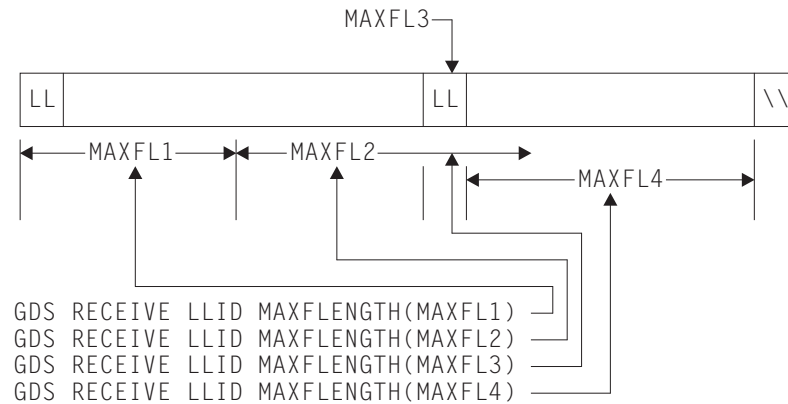 MAXFL3
LL LL \\
MAXFL1 MAXFL2
MAXFL4
GDS RECEIVE LLID MAXFLENGTH(MAXFL1)
GDS RECEIVE LLID MAXFLENGTH(MAXFL2)
GDS RECEIVE LLID MAXFLENGTH(MAXFL3)
GDS RECEIVE LLID MAXFLENGTH(MAXFL4)